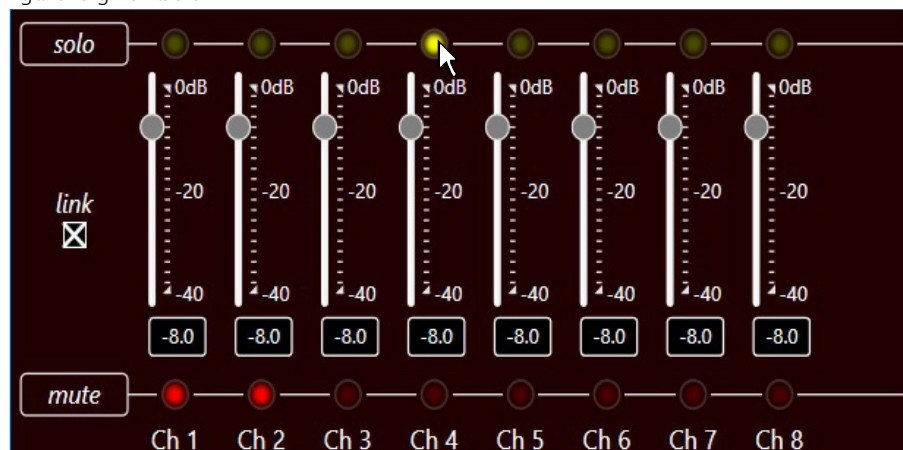 solo
0dB 0dB 0dB 0dB 0dB 0dB 0dB 0dB
-20 -20 -20 -20 -20 -20 -20 -20
link
-40 -40 -40 -40 -40 -40 -40 -40
-8.0 -8.0 -8.0 -8.0 -8.0 -8.0 -8.0 -8.0
mute
Ch 1 Ch 2 Ch 3 Ch 4 Ch 5 Ch 6 Ch 7 Ch 8